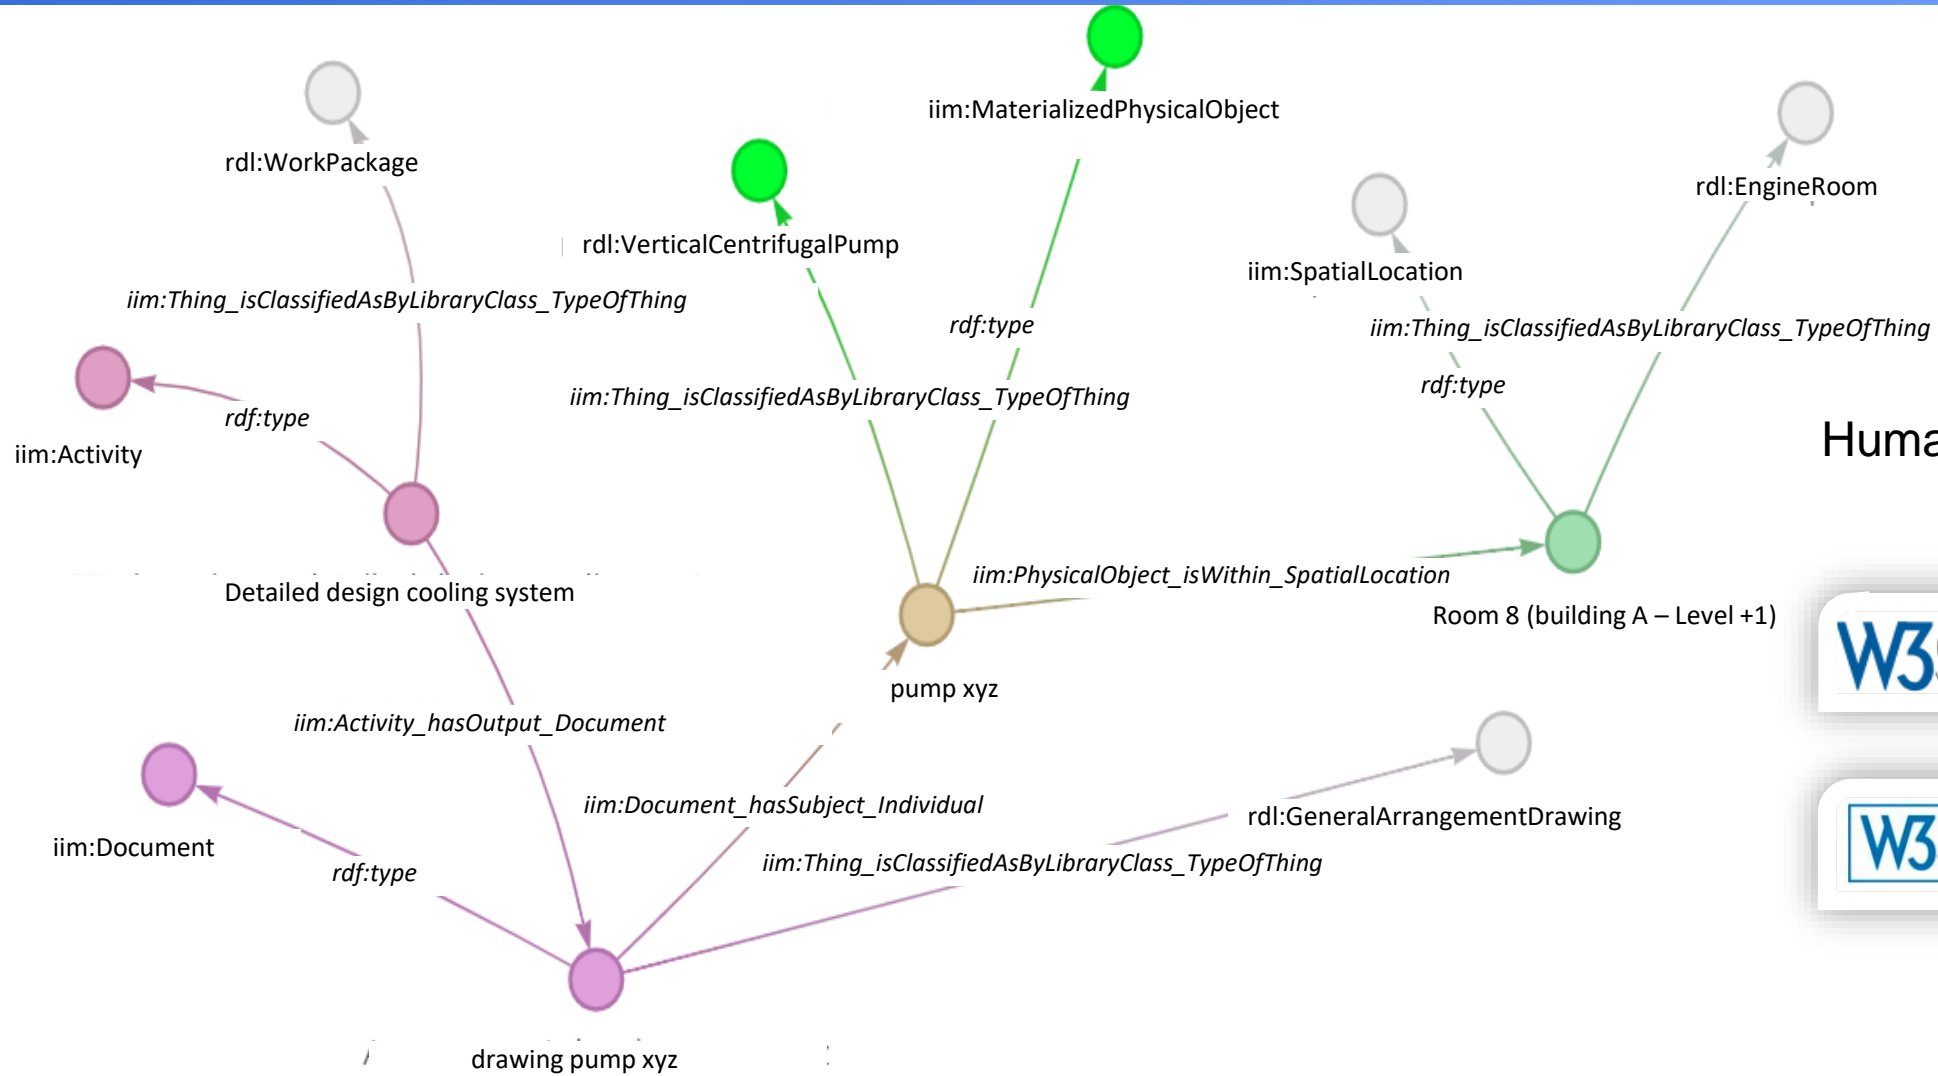 iim:MaterializedPhysicalObject
rdl:WorkPackage
rdl:EngineRoom
rdl:VerticalCentrifugalPump
iim:SpatialLocation
iim:Thing_isClassifiedAsByLibraryClass_TypeOfThing
rdf:type
iim:Thing_isClassifiedAsByLibraryClass_TypeOfThing
iim:Thing_isClassifiedAsByLibraryClass_TypeOfThing
rdf:type
rdf:type
iim:Activity
iim:PhysicalObject_isWithin_SpatialLocation
Detailed design cooling system
Room 8 (building A – Level +1)
pump xyz
iim:Activity_hasOutput_Document
iim:Document_hasSubject_Individual
rdl:GeneralArrangementDrawing
iim:Document
iim:Thing_isClassifiedAsByLibraryClass_TypeOfThing
rdf:type
drawing pump xyz
Huma
W3
W3